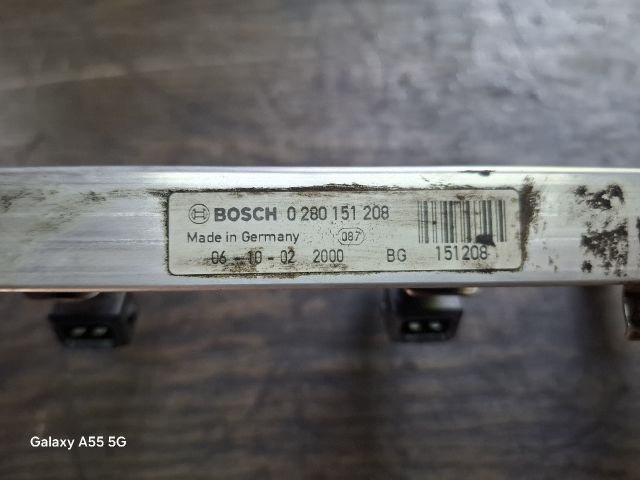 BOSCH 0 280 151 208
Made in Germany 087
06-10-02 2000 BG 151208
Galaxy A55 5G